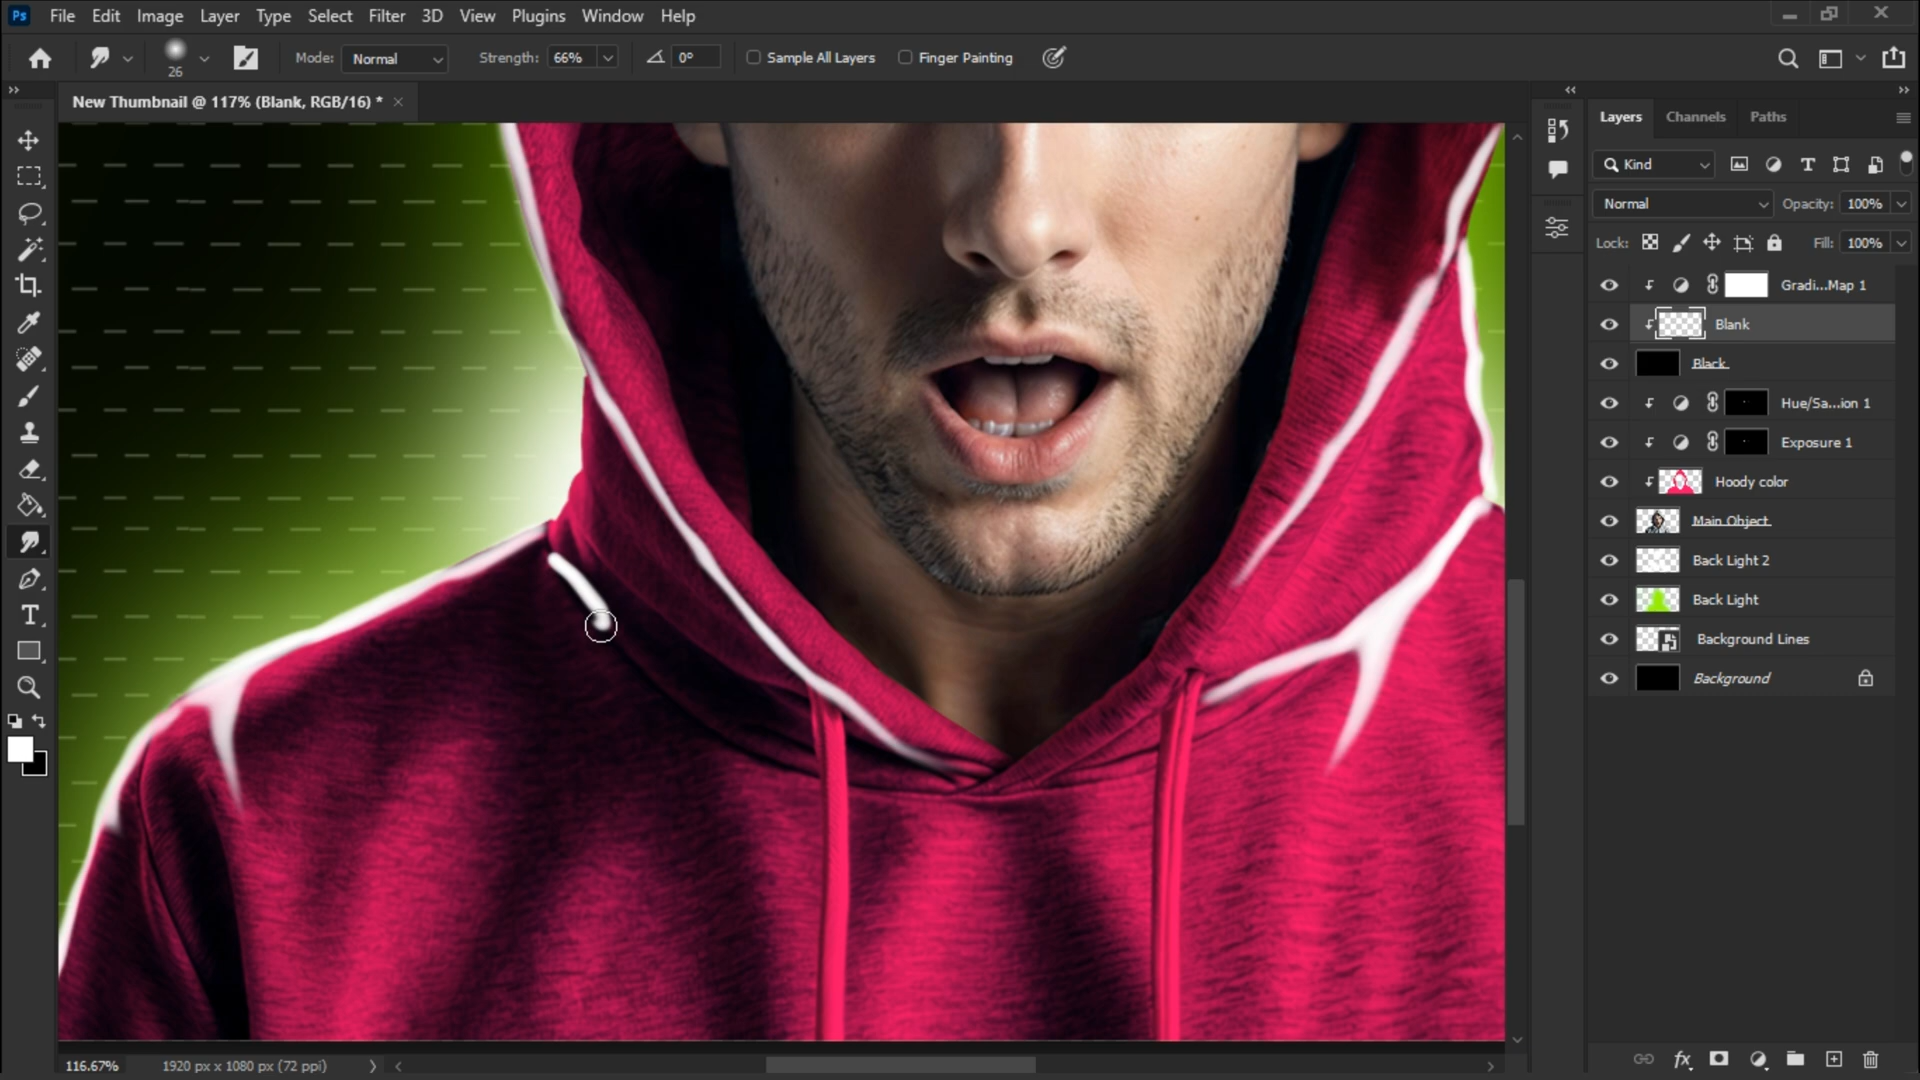 Ps File Edit Image Layer Type Select Filter 3D View Plugins Window Help
26 Mode: Normal Strength: 66% 0° Sample All Layers Finger Painting
New Thumbnail @ 117% (Blank, RGB/16) *
Layers Channels Paths
Kind
Normal Opacity: 100%
Lock: Fill: 100%
Gradi...Map 1
Blank
Black
Hue/Sa...ion 1
Exposure 1
Hoody color
Main Object
Back Light 2
Back Light
Background Lines
Background
116.67% 1920 px x 1080 px (72 ppi)